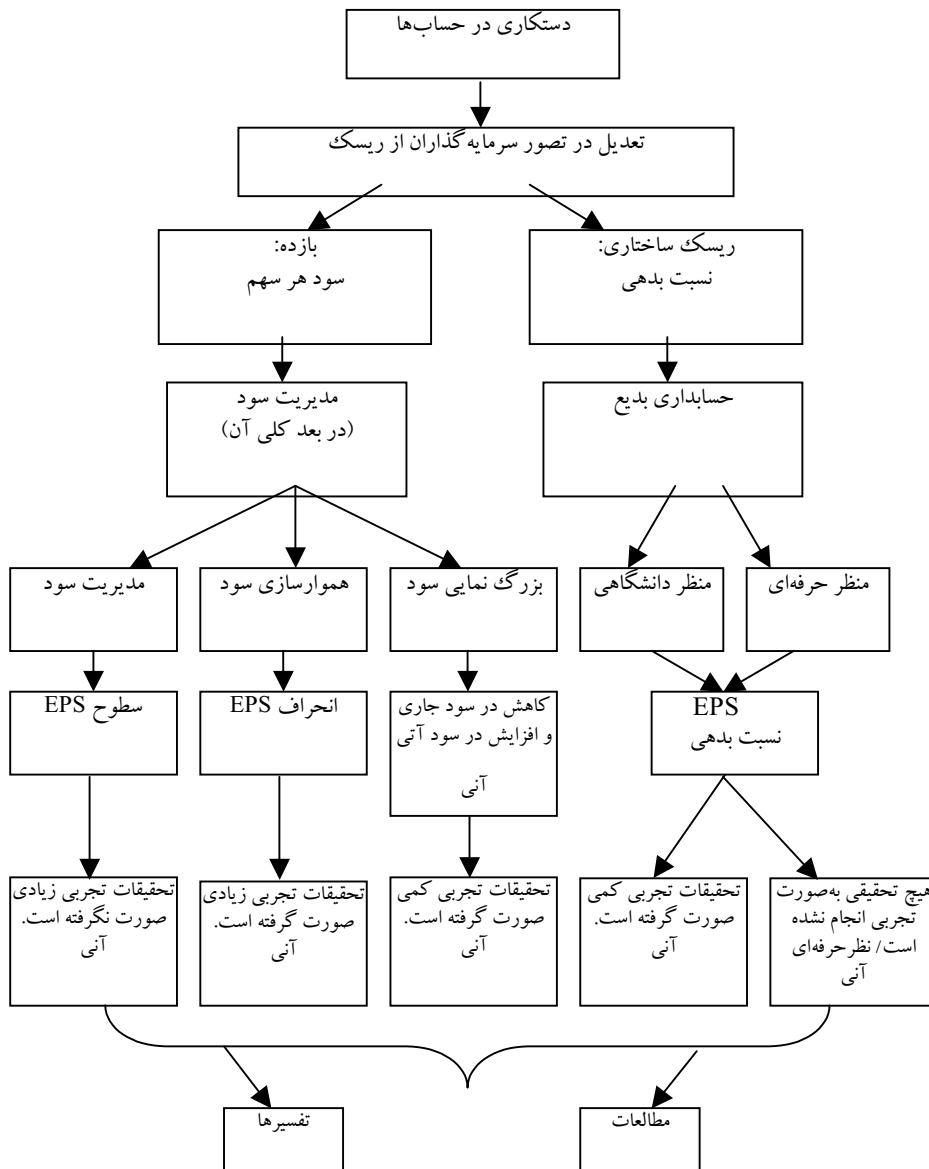 دستکاری در حساب‌ها
تعدیل در تصور سرمایه‌گذاران از ریسک
ریسک ساختاری:
نسبت بدهی
بازده:
سود هر سهم
حسابداری بدیع
مدیریت سود
(در بعد کلی آن)
منظر حرفه‌ای
منظر دانشگاهی
بزرگ نمایی سود
هموارسازی سود
مدیریت سود
EPS
نسبت بدهی
کاهش در سود جاری
و افزایش در سود آتی
آنی
انحراف EPS
سطوح EPS
هیچ تحقیقی به‌صورت
تجربی انجام نشده
است/ نظرحرفه‌ای
آنی
تحقیقات تجربی کمی
صورت گرفته است.
آنی
تحقیقات تجربی کمی
صورت گرفته است.
آنی
تحقیقات تجربی زیادی
صورت گرفته است.
آنی
تحقیقات تجربی زیادی
صورت نگرفته است.
آنی
مطالعات
تفسیرها